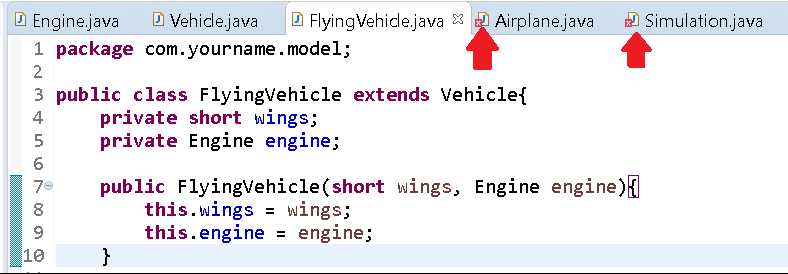 Engine.java Vehicle.java FlyingVehicle.java Airplane.java Simulation.java
1 package com.yourname.model;
2
3 public class FlyingVehicle extends Vehicle{
4 private short wings;
5 private Engine engine;
6
7 public FlyingVehicle(short wings, Engine engine){
8 this.wings = wings;
9 this.engine = engine;
10 }